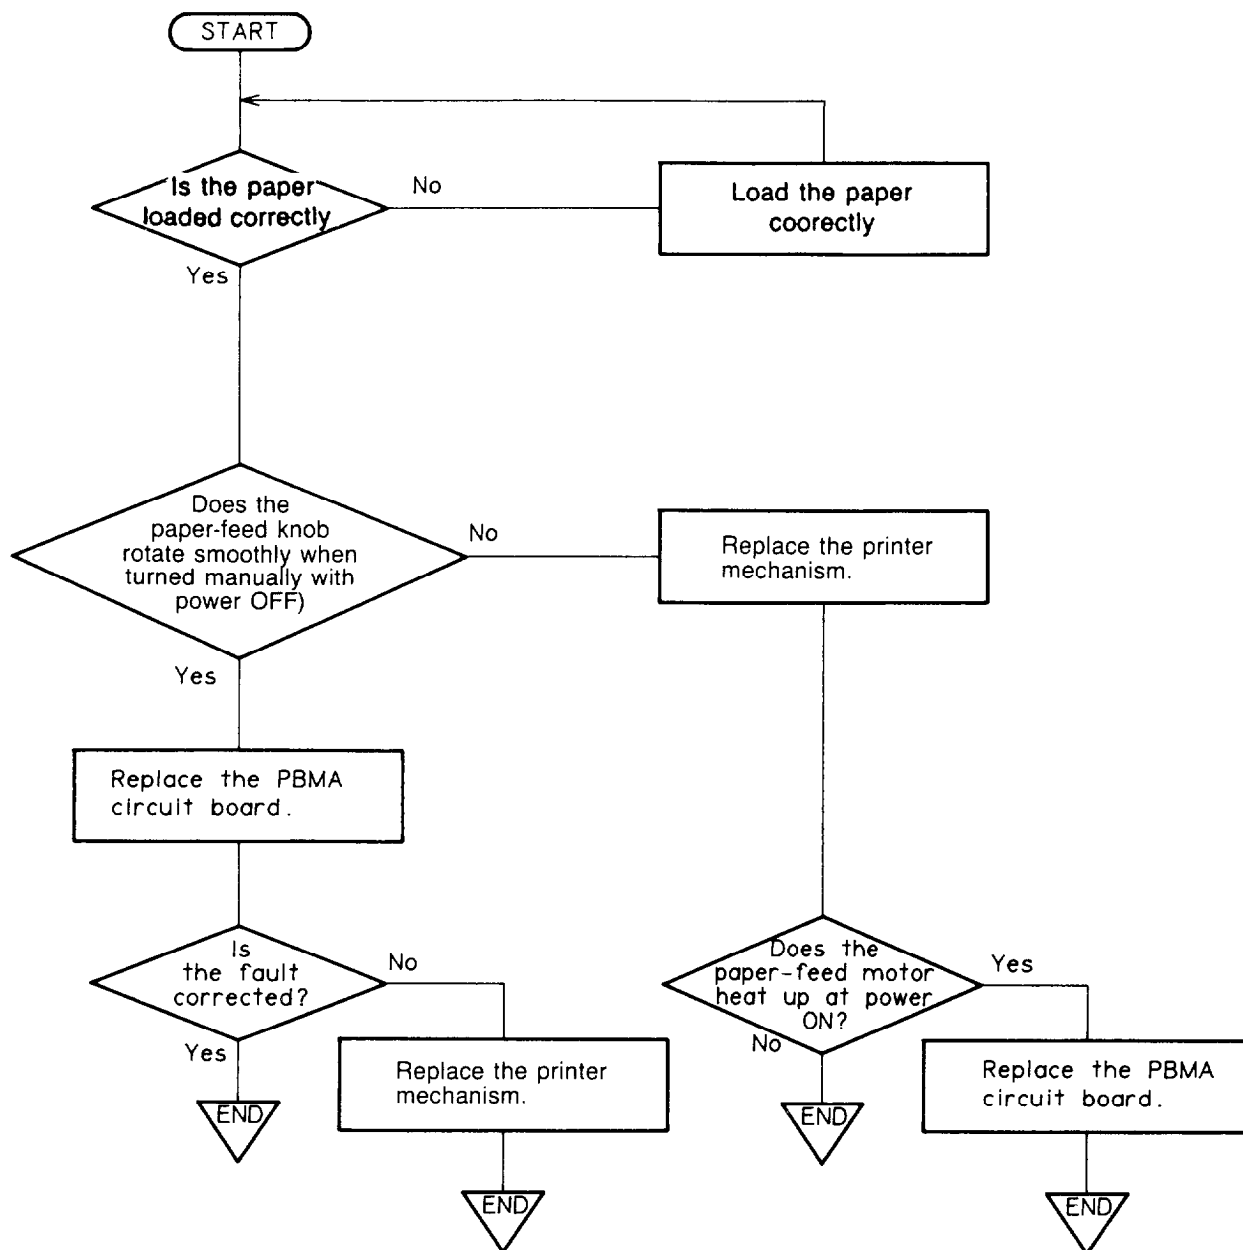 START
Is the paper
loaded correctly
No
Load the paper
coorectly
Yes
Does the
paper-feed knob
rotate smoothly when
turned manually with
power OFF)
No
Replace the printer
mechanism.
Yes
Replace the PBMA
circuit board.
Is
the fault
corrected?
No
Yes
Replace the printer
mechanism.
END
END
Does the
paper-feed motor
heat up at power
ON?
Yes
No
Replace the PBMA
circuit board.
END
END